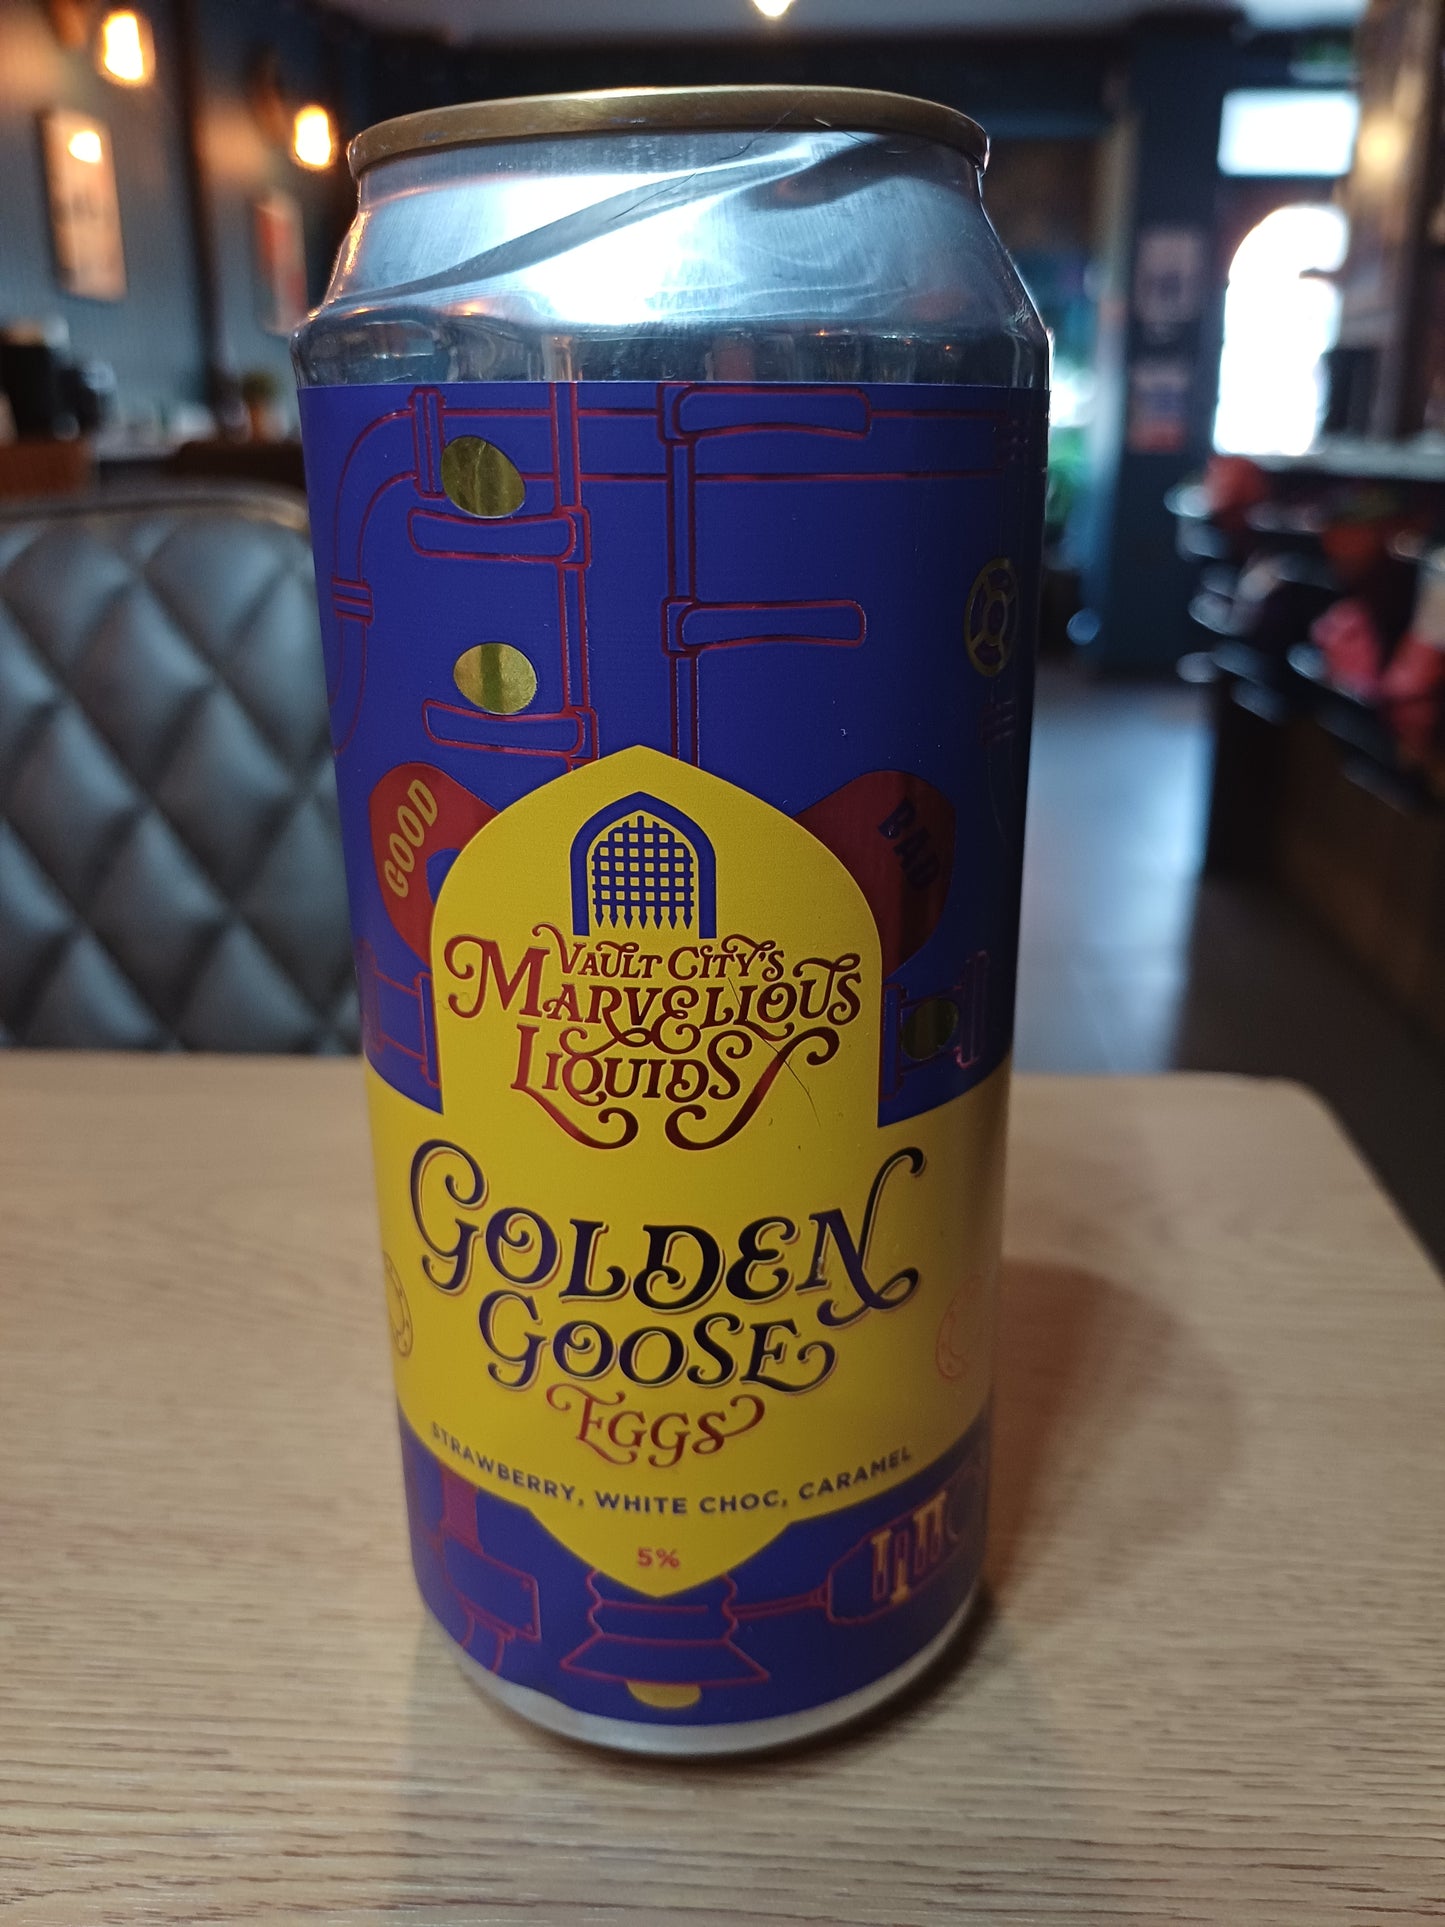 GOOD
BAD
VAULT CITY'S
MARVELLOUS
LIQUIDS
GOLDEN
GOOSE
EGGS
STRAWBERRY, WHITE CHOC, CARAMEL
5%